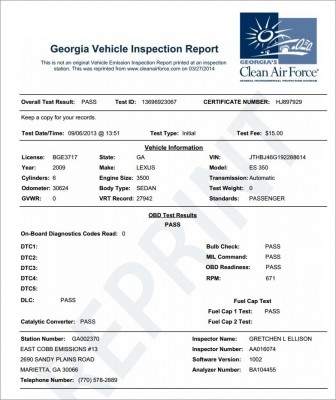 Georgia Vehicle Inspection Report
This is not an original Vehicle Emission Inspection Report printed at an inspection
station. This was reprinted from www.cleanairforce.com on 03/27/2014
GEORGIA'S
Clean Air Force
Overall Test Result: PASS Test ID: 13696923067 CERTIFICATE NUMBER: HJ897929
Keep a copy for your records.
Test Date/Time: 09/06/2013 @ 13:51 Test Type: Initial Test Fee: $15.00
Vehicle Information
License: BGE3717 State: GA VIN: JTHBJ46G192288614
Year: 2009 Make: LEXUS Model: ES 350
Cylinders: 6 Engine Size: 3500 Transmission: Automatic
Odometer: 30624 Body Type: SEDAN Test Weight: 0
GVWR: 0 VRT Record: 27942 Standards: PASSENGER
OBD Test Results
PASS
On-Board Diagnostics Codes Read: 0
DTC1: Bulb Check: PASS
DTC2: MIL Command: PASS
DTC3: OBD Readiness: PASS
DTC4: RPM: 671
DTC5:
DLC: PASS Fuel Cap Test
Fuel Cap 1 Test: PASS
Catalytic Converter: PASS Fuel Cap 2 Test:
Station Number: GA002370 Inspector: GRETCHEN L ELLISON
EAST COBB EMISSIONS #13 Inspector Number: AA016074
2690 SANDY PLAINS ROAD Software Version: 1002
MARIETTA, GA 30066 Analyzer Number: BA104455
Telephone Number: (770) 578-2889
REPRINT